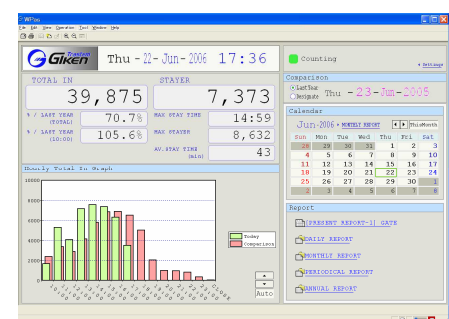 WPass
File Edit View Operation Tool Window Help
Trastem
GIKEN
Thu - 22 - Jun - 2006 17:36
Counting
Settings
TOTAL IN
STAYER
39,875
7,373
% / LAST YEAR
(TOTAL)
70.7%
MAX STAY TIME
14:59
% / LAST YEAR
(10:00)
105.6%
MAX STAYER
8,632
AV.STAY TIME
(min)
43
Comparison
LastYear
Designate
Thu - 23 - Jun - 2005
Calendar
Jun - 2006 MONTHLY REPORT ThisMonth
Sun Mon Tue Wed Thu Fri Sat
28 29 30 31 1 2 3
4 5 6 7 8 9 10
11 12 13 14 15 16 17
18 19 20 21 22 23 24
25 26 27 28 29 30 1
2 3 4 5 6 7 8
Hourly Total In Graph
10000
8000
6000
4000
2000
0
Today
Comparison
Auto
Report
[PRESENT REPORT-1] GATE
DAILY REPORT
MONTHLY REPORT
PERIODICAL REPORT
ANNUAL REPORT